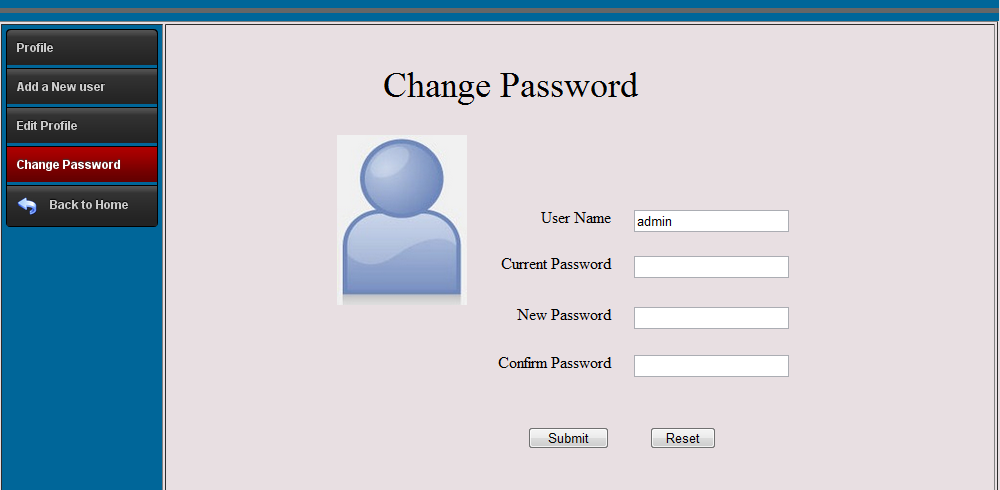 Profile
Add a New user
Edit Profile
Change Password
Back to Home
Change Password
User Name admin
Current Password
New Password
Confirm Password
Submit Reset